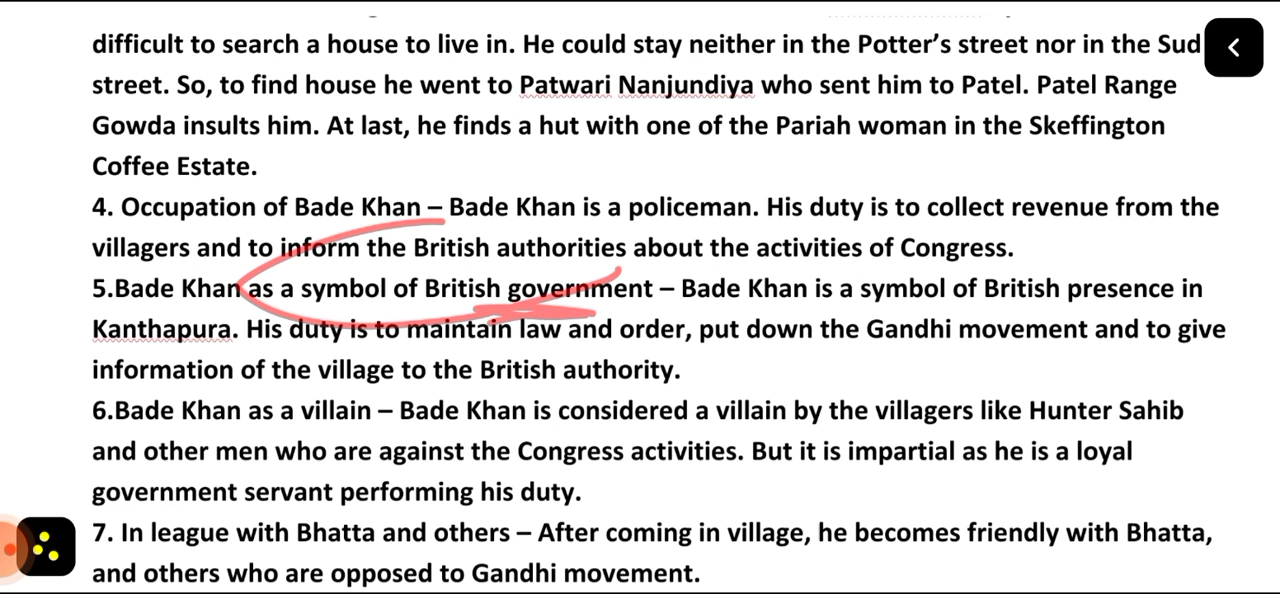 difficult to search a house to live in. He could stay neither in the Potter’s street nor in the Sud
street. So, to find house he went to Patwari Nanjundiya who sent him to Patel. Patel Range
Gowda insults him. At last, he finds a hut with one of the Pariah woman in the Skeffington
Coffee Estate.
4. Occupation of Bade Khan – Bade Khan is a policeman. His duty is to collect revenue from the
villagers and to inform the British authorities about the activities of Congress.
5.Bade Khan as a symbol of British government – Bade Khan is a symbol of British presence in
Kanthapura. His duty is to maintain law and order, put down the Gandhi movement and to give
information of the village to the British authority.
6.Bade Khan as a villain – Bade Khan is considered a villain by the villagers like Hunter Sahib
and other men who are against the Congress activities. But it is impartial as he is a loyal
government servant performing his duty.
7. In league with Bhatta and others – After coming in village, he becomes friendly with Bhatta,
and others who are opposed to Gandhi movement.